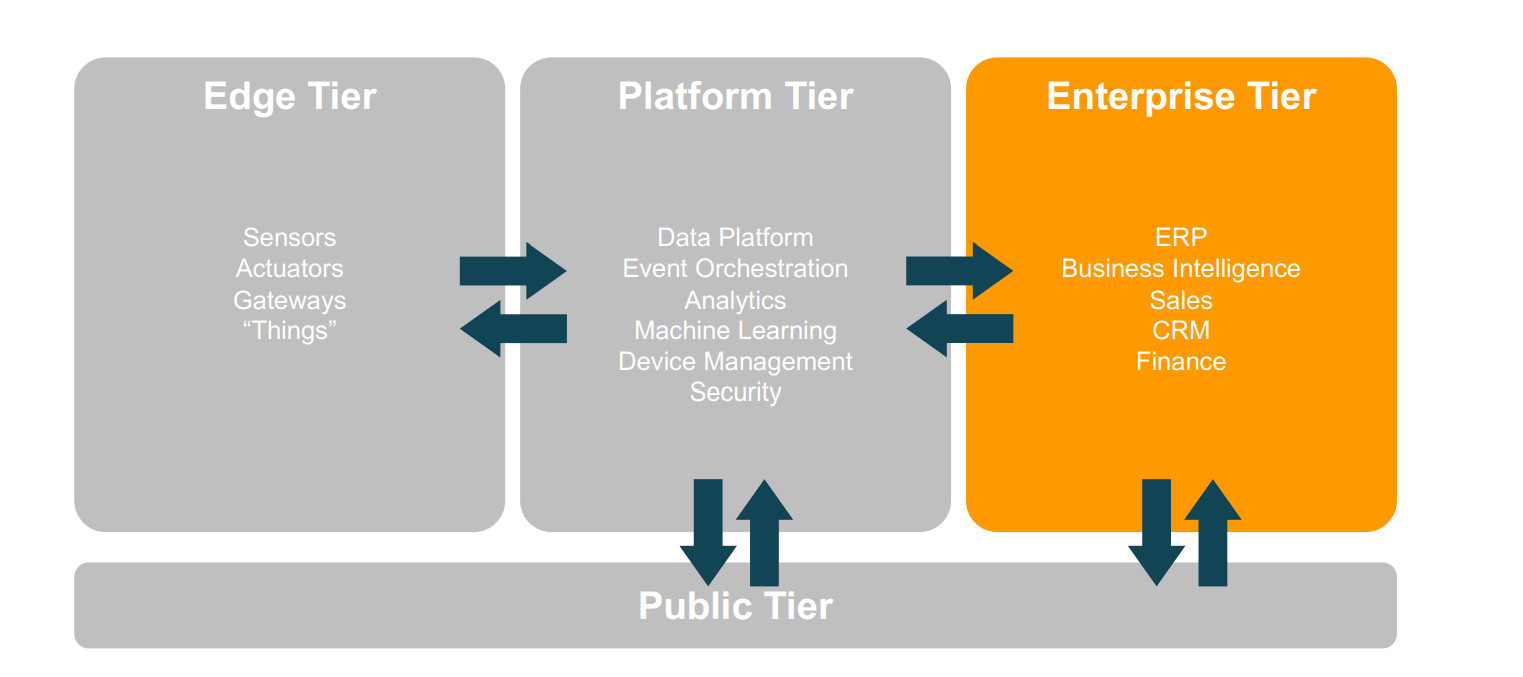 Edge Tier
Sensors
Actuators
Gateways
“Things”
Platform Tier
Data Platform
Event Orchestration
Analytics
Machine Learning
Device Management
Security
Enterprise Tier
ERP
Business Intelligence
Sales
CRM
Finance
Public Tier